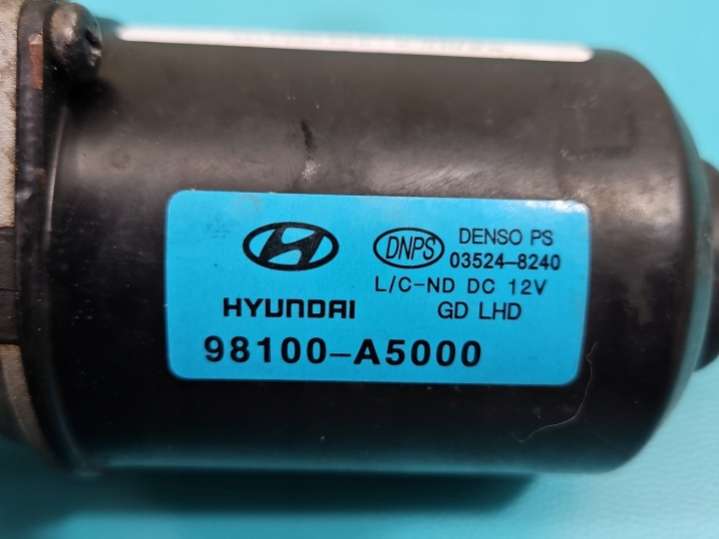 DNPS
DENSO PS
03524-8240
L/C-ND DC 12V
HYUNDAI
GD LHD
98100-A5000